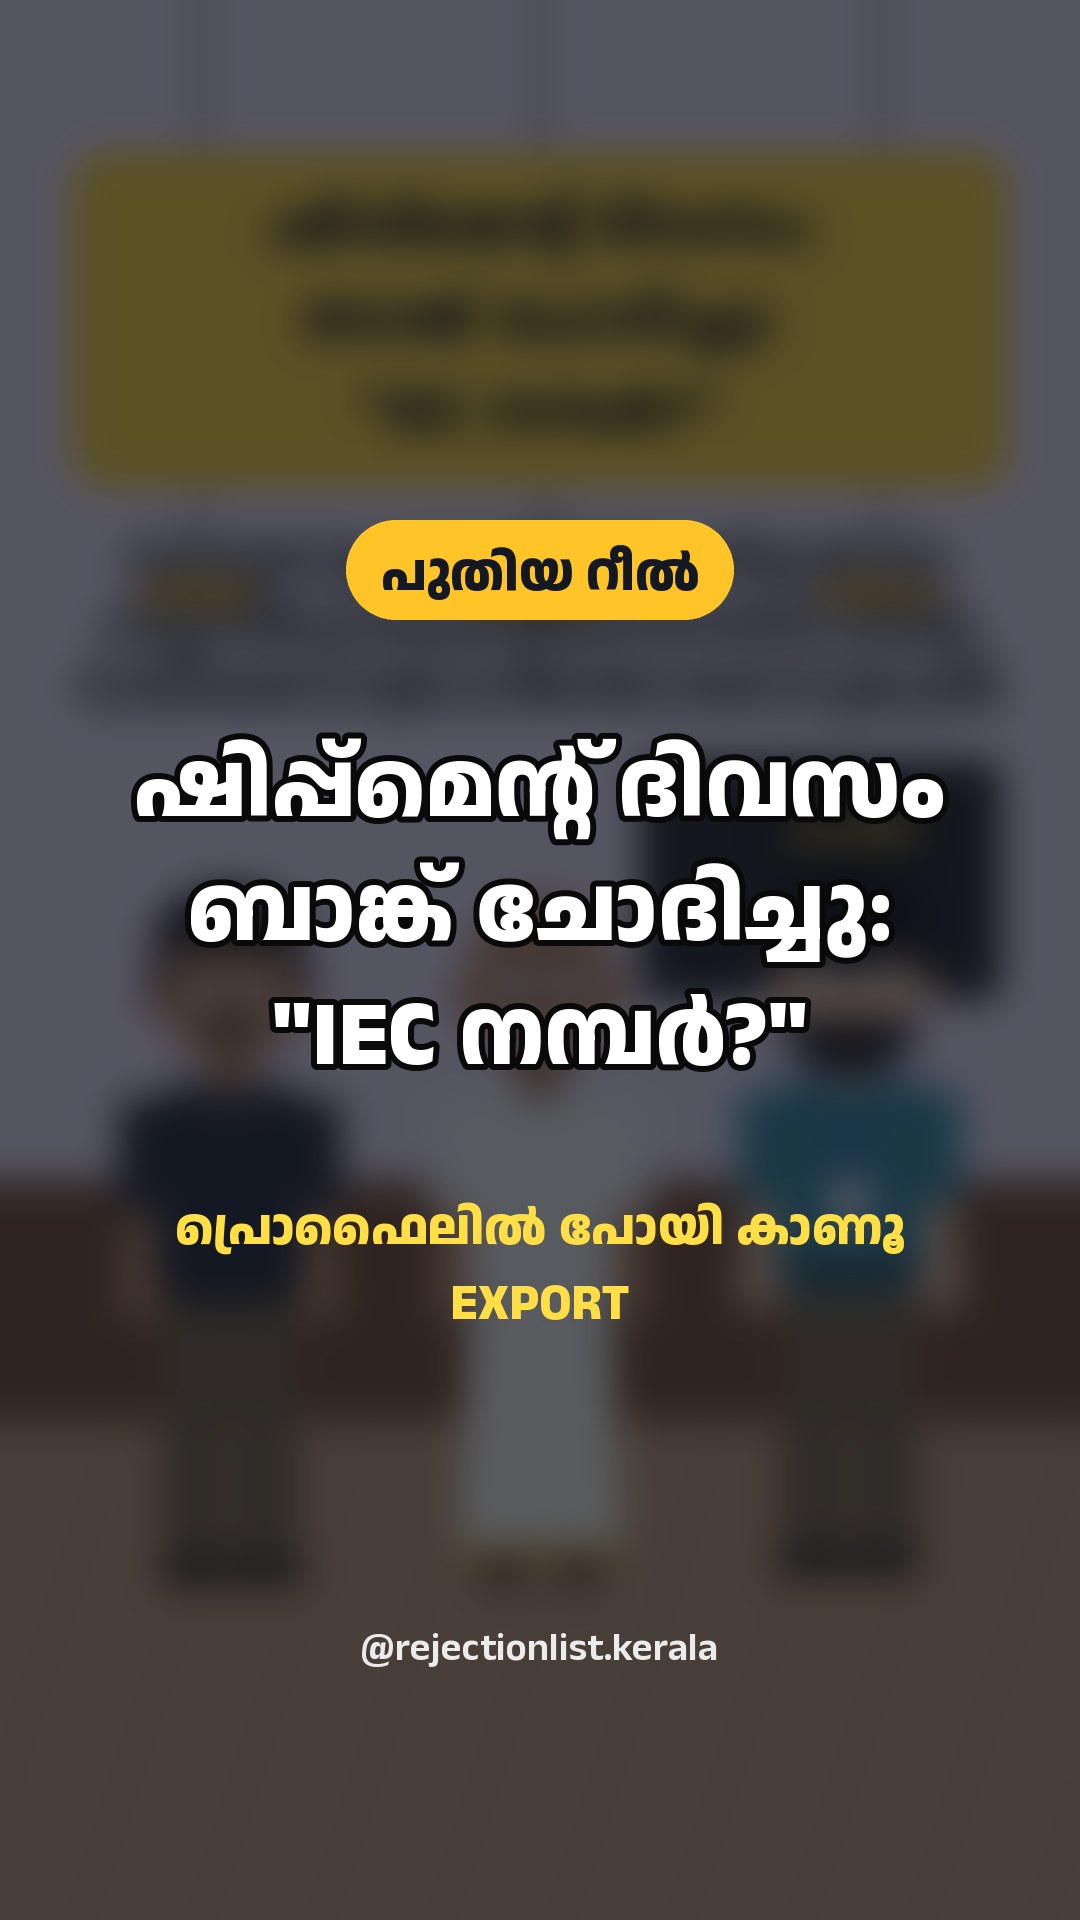 പുതിയ റീൽ
ഷിപ്പ്മെന്റ് ദിവസം
ബാങ്ക് ചോദിച്ചു:
"IEC നമ്പർ?"
പ്രൊഫൈലിൽ പോയി കാണൂ
EXPORT
@rejectionlist.kerala